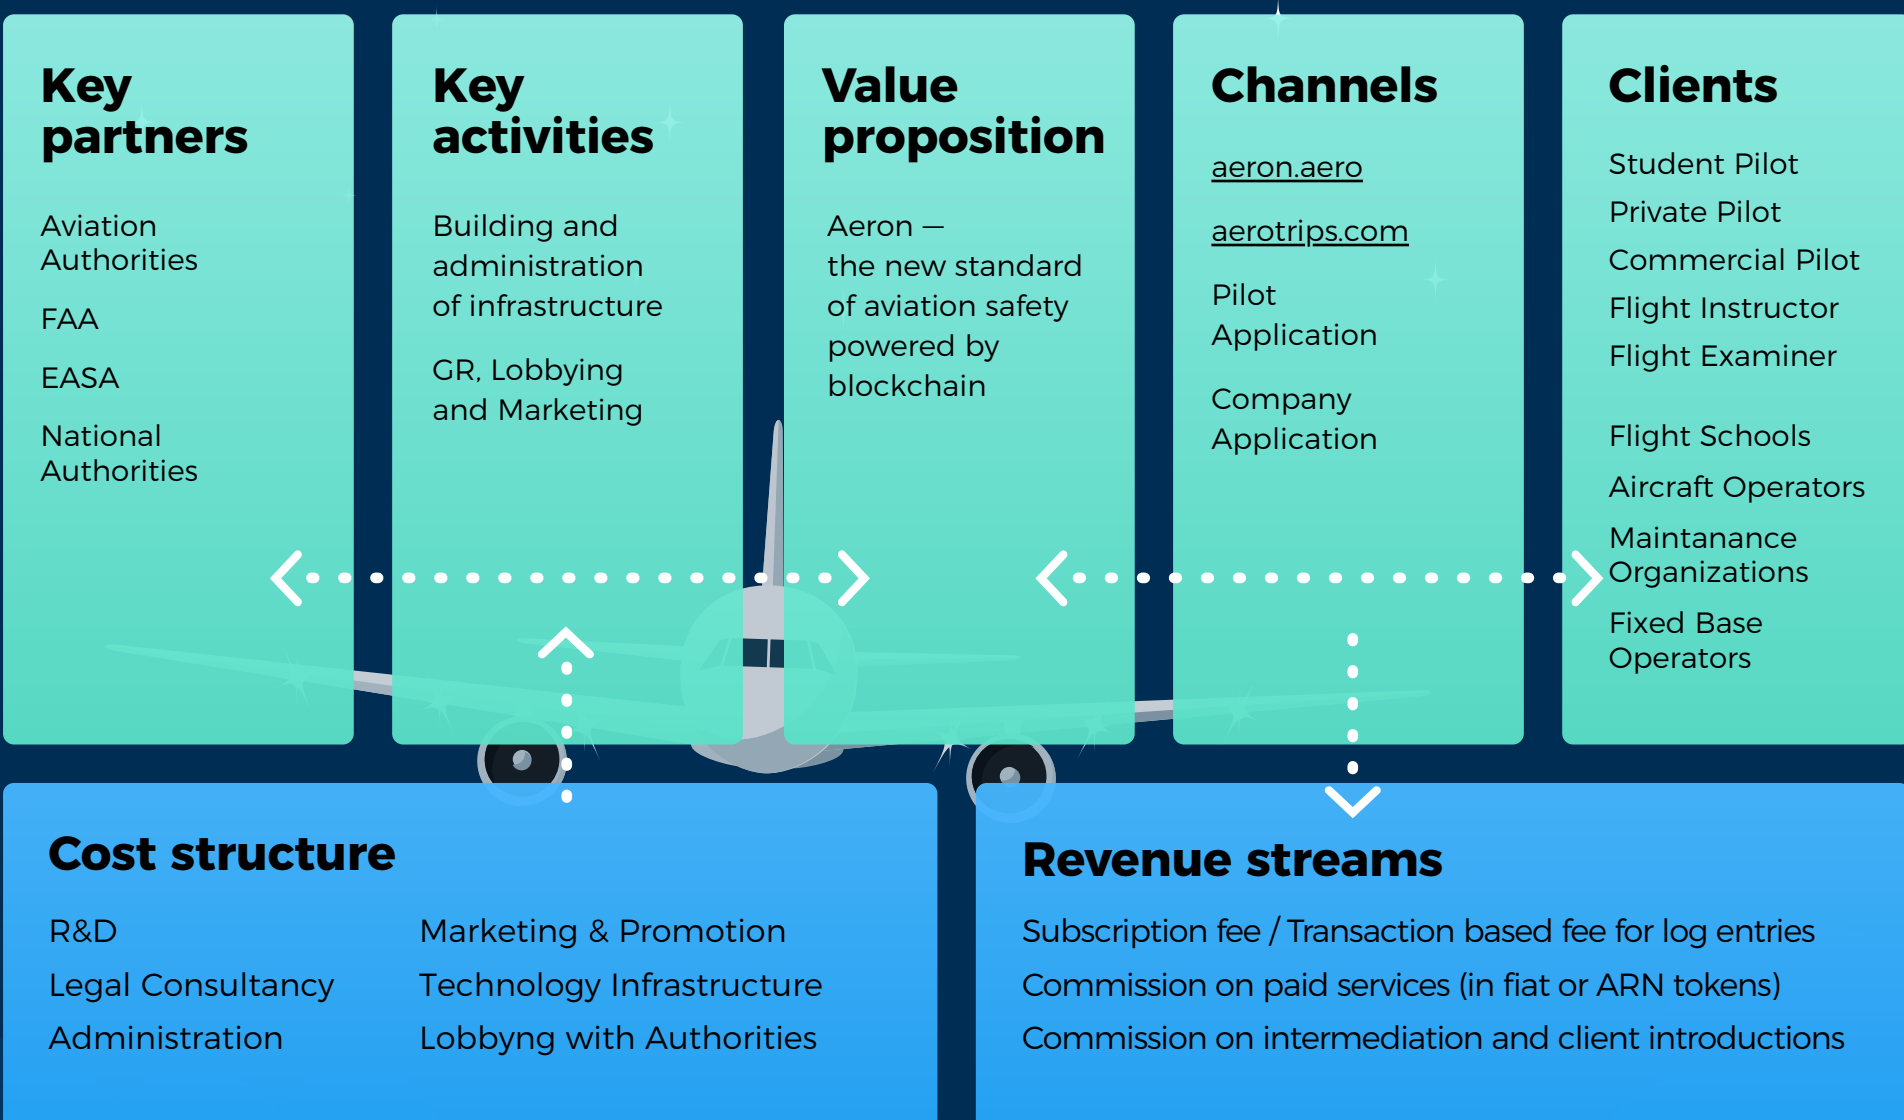 Key
partners
Aviation
Authorities
FAA
EASA
National
Authorities
Key
activities
Building and
administration
of infrastructure
GR, Lobbying
and Marketing
Value
proposition
Aeron —
the new standard
of aviation safety
powered by
blockchain
Channels
aeron.aero
aerotrips.com
Pilot
Application
Company
Application
Clients
Student Pilot
Private Pilot
Commercial Pilot
Flight Instructor
Flight Examiner
Flight Schools
Aircraft Operators
Maintanance
Organizations
Fixed Base
Operators
Cost structure
R&D
Legal Consultancy
Administration
Marketing & Promotion
Technology Infrastructure
Lobbyng with Authorities
Revenue streams
Subscription fee / Transaction based fee for log entries
Commission on paid services (in fiat or ARN tokens)
Commission on intermediation and client introductions